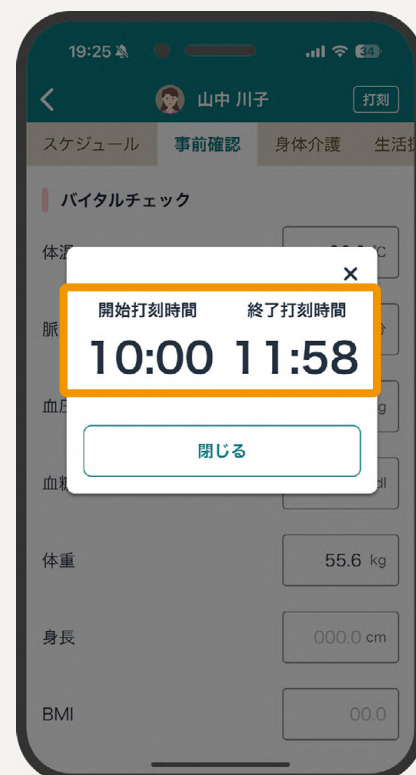 19:25
34
山中 川子
打刻
スケジュール 事前確認 身体介護
バイタルチェック
開始打刻時間 終了打刻時間
10:00 11:58
閉じる
体重 55.6 kg
身長 000.0 cm
BMI 00.0